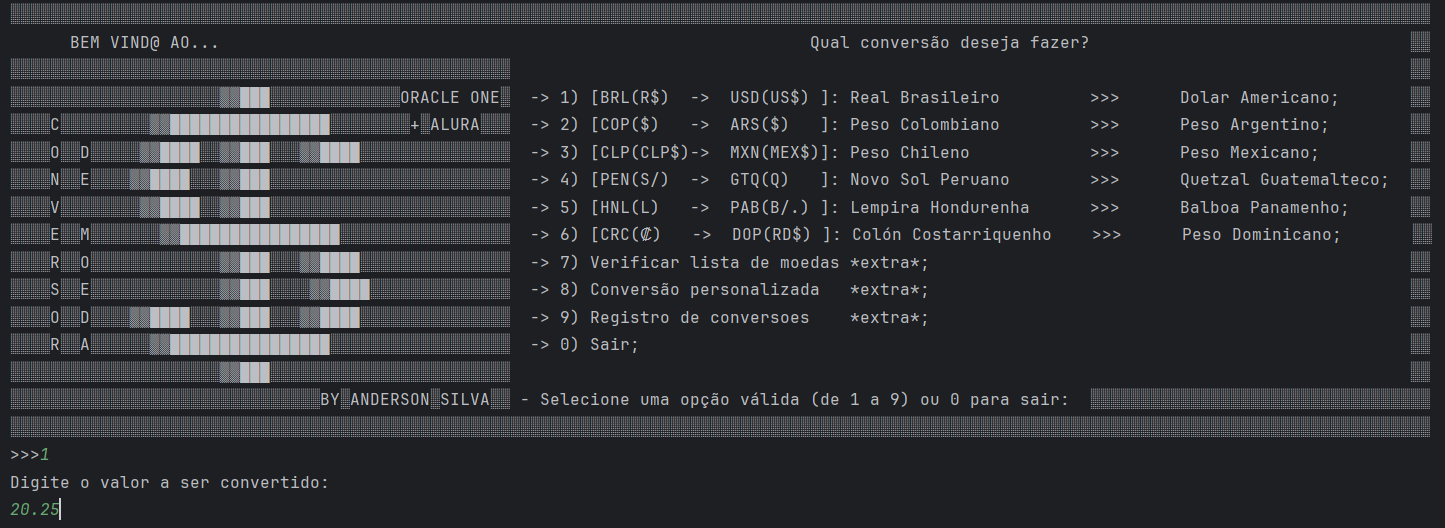 BEM VIND@ AO... Qual conversão deseja fazer?
ORACLE ONE -> 1) [BRL(R$) -> USD(US$) ]: Real Brasileiro >>> Dolar Americano;
C + ALURA -> 2) [COP($) -> ARS($) ]: Peso Colombiano >>> Peso Argentino;
O D -> 3) [CLP(CLP$)-> MXN(MEX$)]: Peso Chileno >>> Peso Mexicano;
N E -> 4) [PEN(S/) -> GTQ(Q) ]: Novo Sol Peruano >>> Quetzal Guatemalteco;
V -> 5) [HNL(L) -> PAB(B/.) ]: Lempira Hondurenha >>> Balboa Panamenho;
E M -> 6) [CRC(₡) -> DOP(RD$) ]: Colón Costarriquenho >>> Peso Dominicano;
R O -> 7) Verificar lista de moedas *extra*;
S E -> 8) Conversão personalizada *extra*;
O D -> 9) Registro de conversoes *extra*;
R A -> 0) Sair;
BY ANDERSON SILVA - Selecione uma opção válida (de 1 a 9) ou 0 para sair:
>>>1
Digite o valor a ser convertido:
20.25